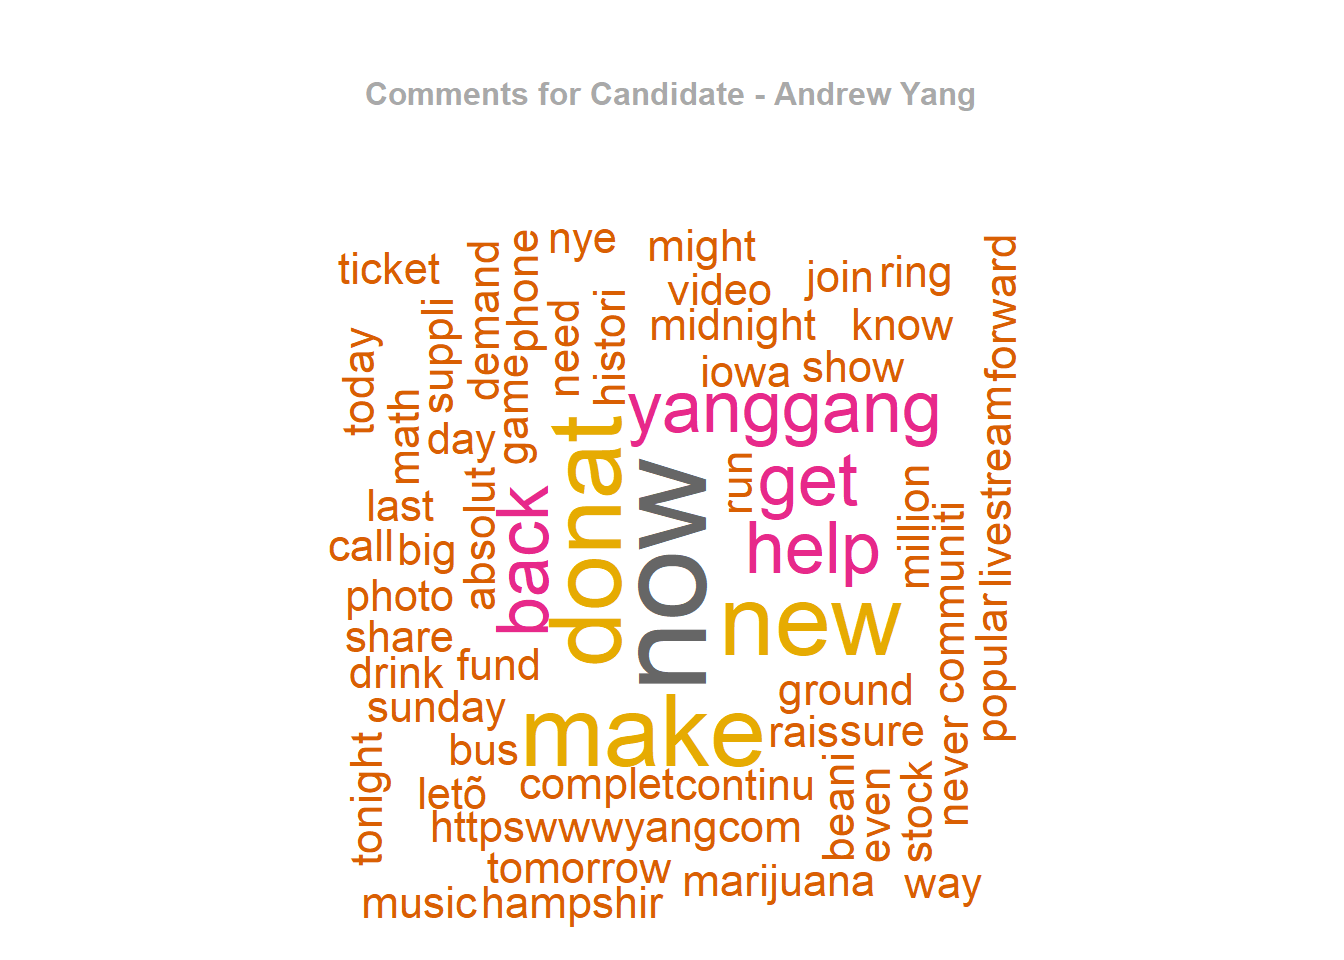 Comments for Candidate - Andrew Yang
ticket
demand
phone
nye
might
join
ring
forward
video
suppli
need
histori
midnight
know
today
game
iowa
show
math
day
yanggang
livestream
donat
now
run
get
last
absolut
back
million
communiti
call
big
help
photo
new
popular
share
drink
fund
ground
sunday
make
rais
sure
never
bus
tonight
letõ
complet
continu
beani
even
stock
httpswwwyangcom
tomorrow
marijuana
way
music
hampshir